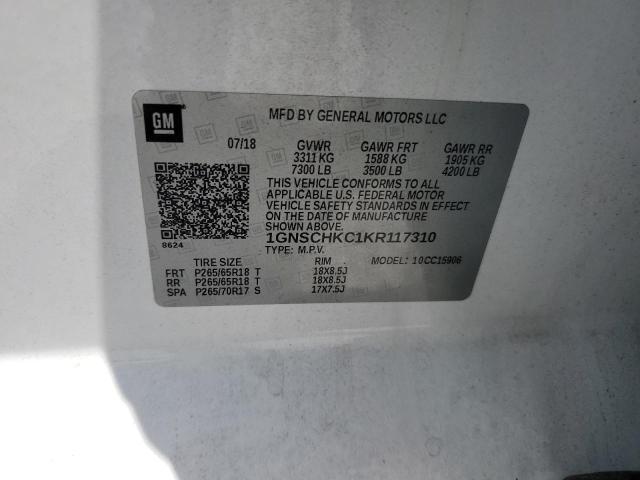 GM
MFD BY GENERAL MOTORS LLC
07/18 GVWR GAWR FRT GAWR RR
3311 KG 1588 KG 1905 KG
7300 LB 3500 LB 4200 LB
THIS VEHICLE CONFORMS TO ALL
APPLICABLE U.S. FEDERAL MOTOR
VEHICLE SAFETY STANDARDS IN EFFECT
ON THE DATE OF MANUFACTURE
SHOWN ABOVE.
1GNSCHKC1KR117310
8624
TYPE: M.P.V. MODEL: 10CC15906
TIRE SIZE RIM
FRT P265/65R18 T 18X8.5J
RR P265/65R18 T 18X8.5J
SPA P265/70R17 S 17X7.5J